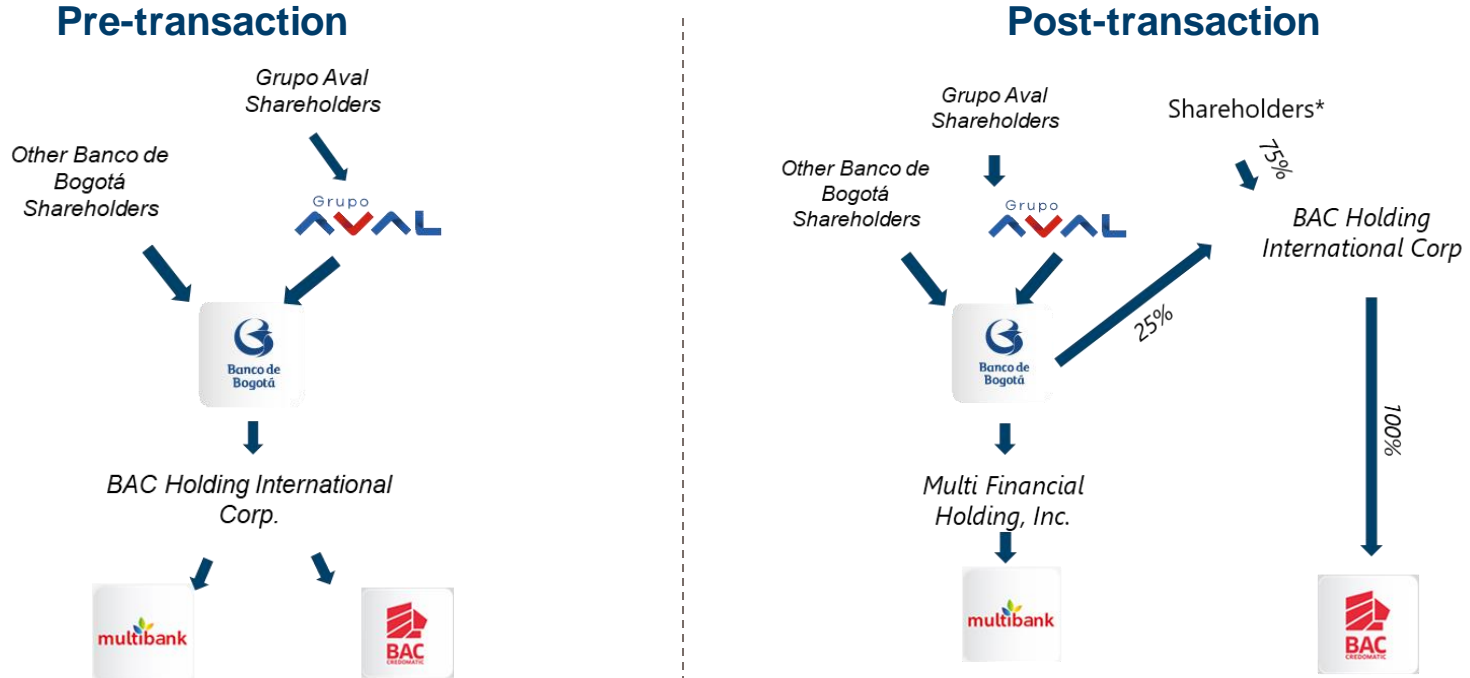 Pre-transaction
Grupo Aval
Shareholders
Other Banco de
Bogotá
Shareholders
Grupo
AVAL
Banco de
Bogotá
BAC Holding International
Corp.
multibank
BAC
CREDOMATIC
Post-transaction
Grupo Aval
Shareholders
Shareholders*
75%
Other Banco de
Bogotá
Shareholders
Grupo
AVAL
BAC Holding
International Corp
25%
Banco de
Bogotá
100%
Multi Financial
Holding, Inc.
multibank
BAC
CREDOMATIC